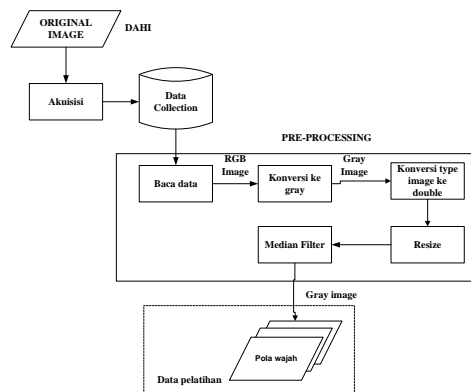 ORIGINAL
IMAGE
DAHI
Akuisisi
Data
Collection
PRE-PROCESSING
Baca data
RGB
Image
Konversi ke
gray
Gray
Image
Konversi type
image ke
double
Median Filter
Resize
Gray image
Pola wajah
Data pelatihan